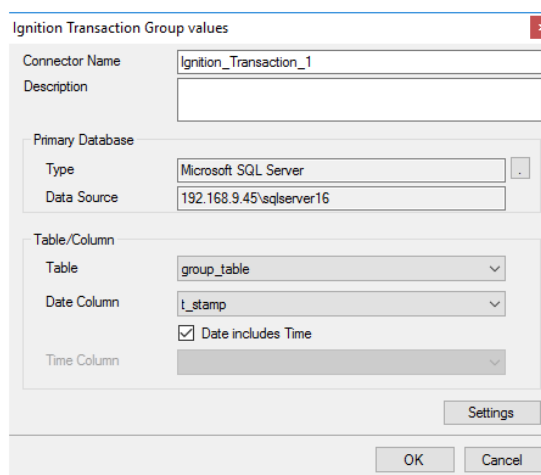 Ignition Transaction Group values
Connector Name Ignition_Transaction_1
Description
Primary Database
Type Microsoft SQL Server .
Data Source 192.168.9.45\sqlserver16
Table/Column
Table group_table
Date Column t_stamp
Date includes Time
Time Column
Settings
OK Cancel